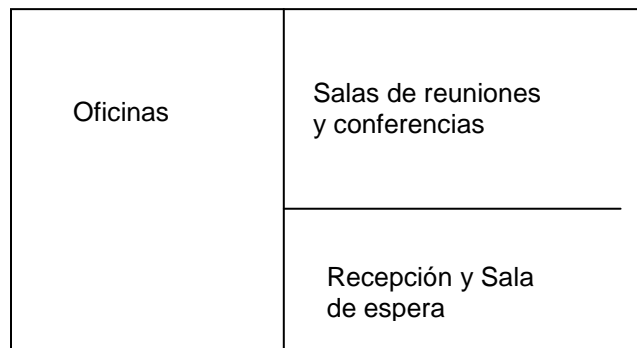 Oficinas
Salas de reuniones
y conferencias
Recepción y Sala
de espera